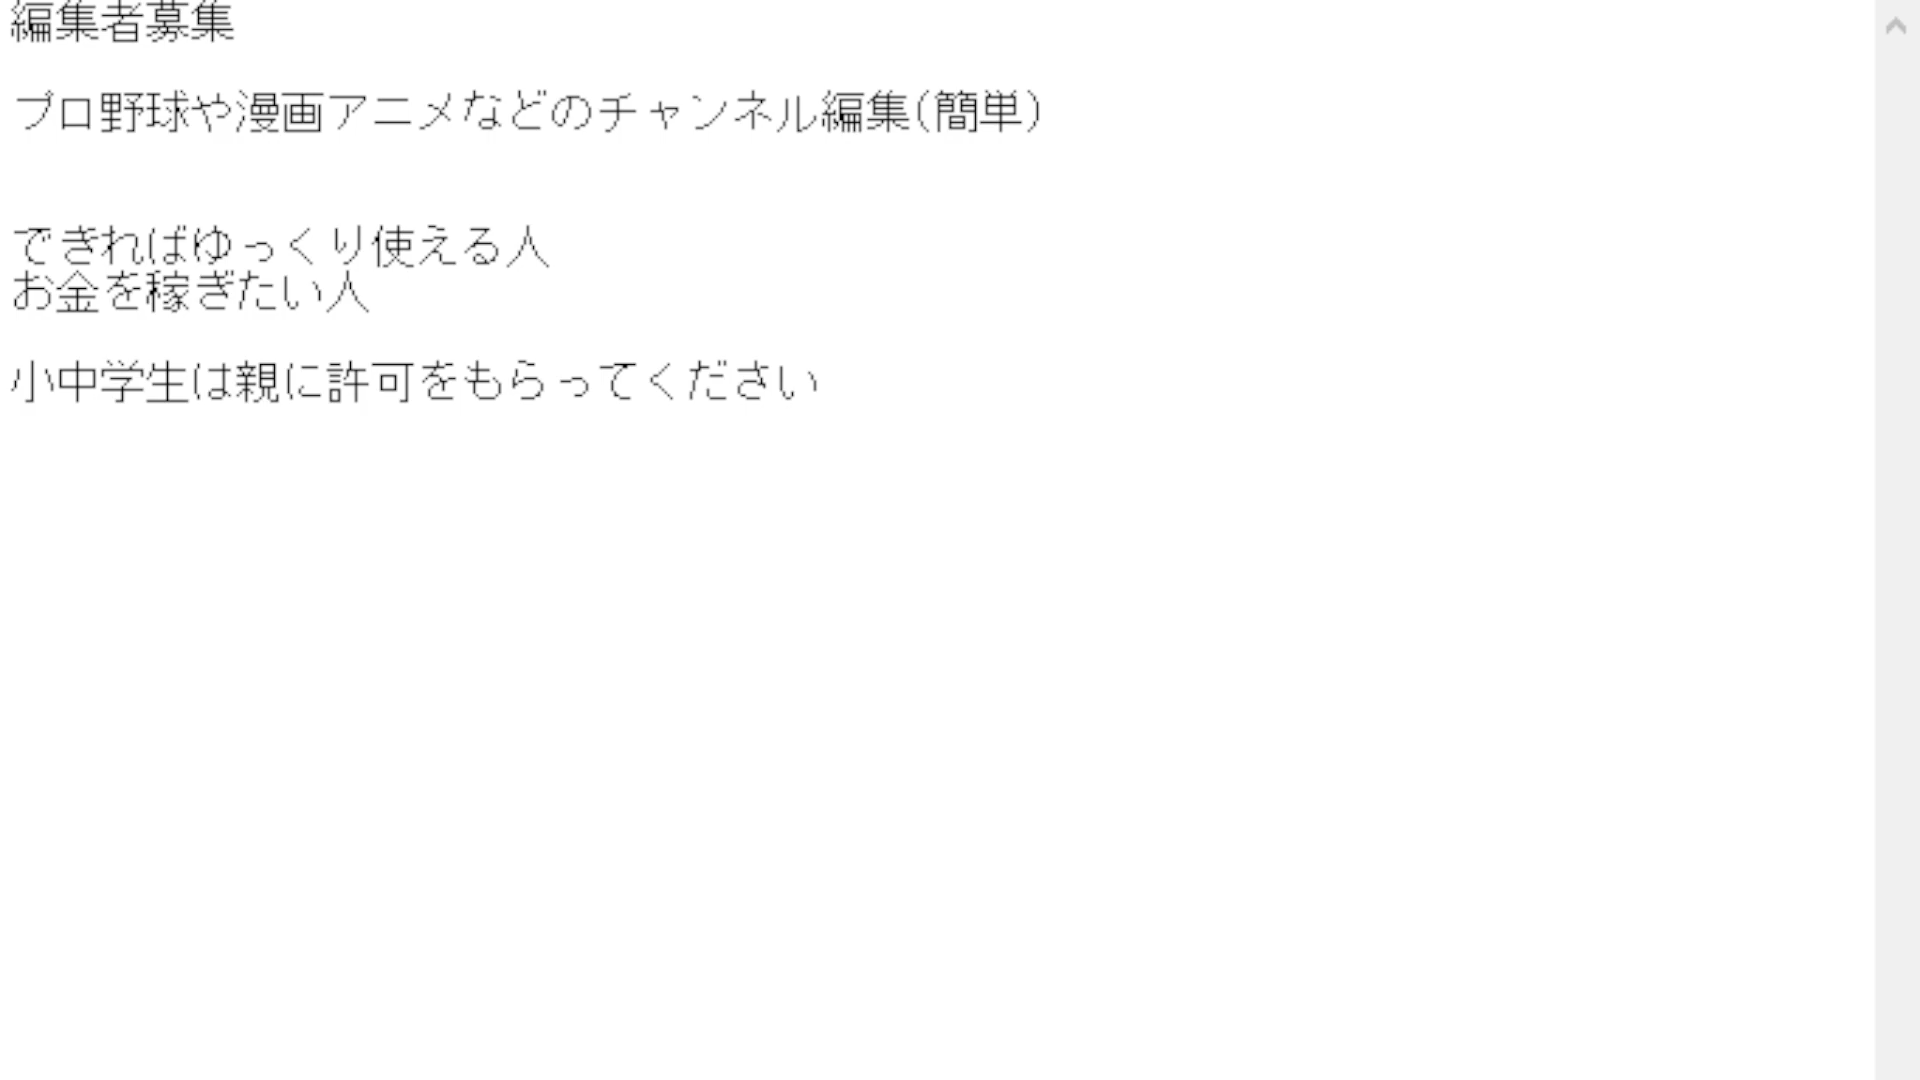 編集者募集
プロ野球や漫画アニメなどのチャンネル編集(簡単)
できればゆっくり使える人
お金を稼ぎたい人
小中学生は親に許可をもらってください